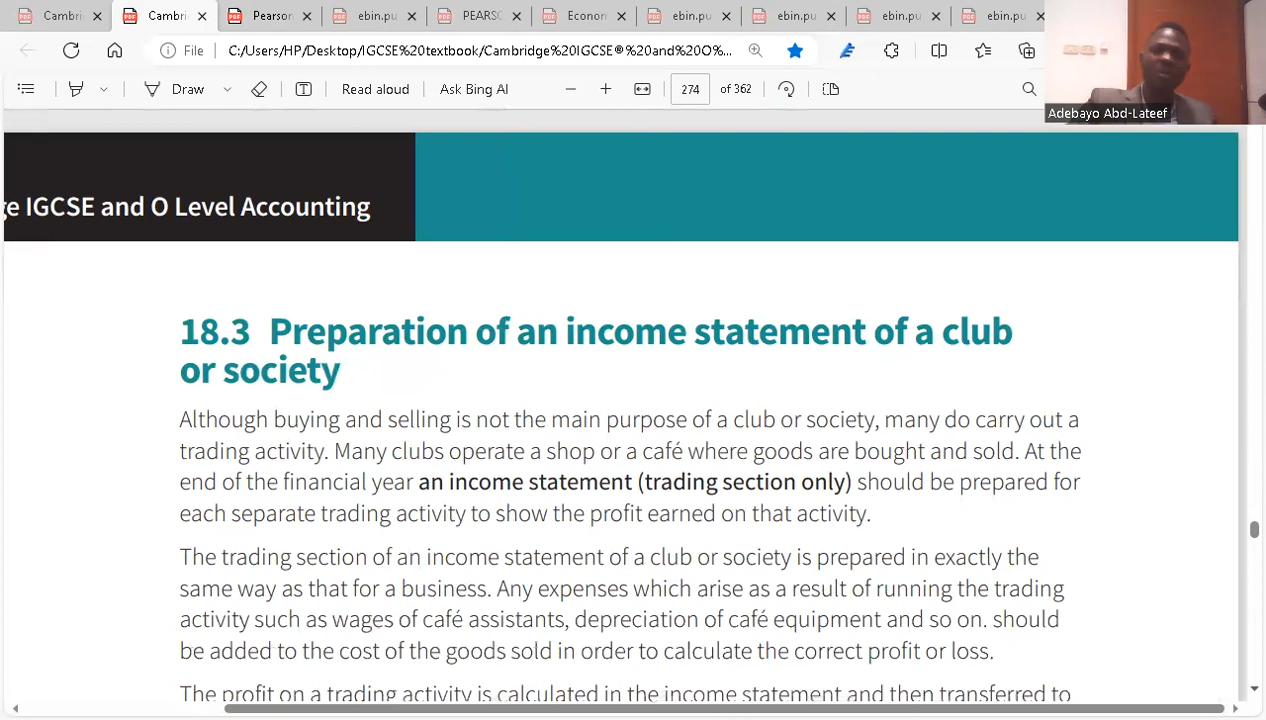 Cambri
Cambri
Pearson
ebin.pu
PEARSC
Econom
ebin.pu
ebin.pu
ebin.pu
ebin.pu
File
C:/Users/HP/Desktop/IGCSE%20textbook/Cambridge%20IGCSE®%20and%20O%...
Draw
Read aloud
Ask Bing AI
274
of 362
Adebayo Abd-Lateef
ge IGCSE and O Level Accounting
18.3 Preparation of an income statement of a club
or society
Although buying and selling is not the main purpose of a club or society, many do carry out a
trading activity. Many clubs operate a shop or a café where goods are bought and sold. At the
end of the financial year an income statement (trading section only) should be prepared for
each separate trading activity to show the profit earned on that activity.
The trading section of an income statement of a club or society is prepared in exactly the
same way as that for a business. Any expenses which arise as a result of running the trading
activity such as wages of café assistants, depreciation of café equipment and so on. should
be added to the cost of the goods sold in order to calculate the correct profit or loss.
The profit on a trading activity is calculated in the income statement and then transferred to